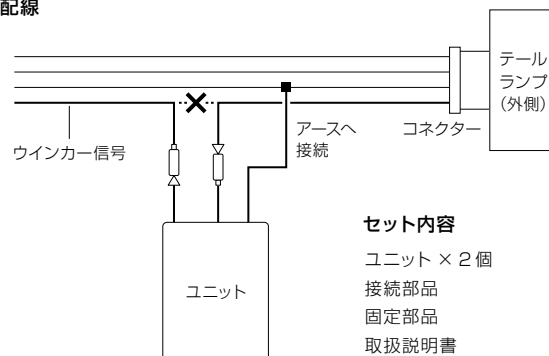 配線
テール
ランプ
（外側）
ウインカー信号
アースへ
接続
コネクター
ユニット
セット内容
ユニット × 2 個
接続部品
固定部品
取扱説明書